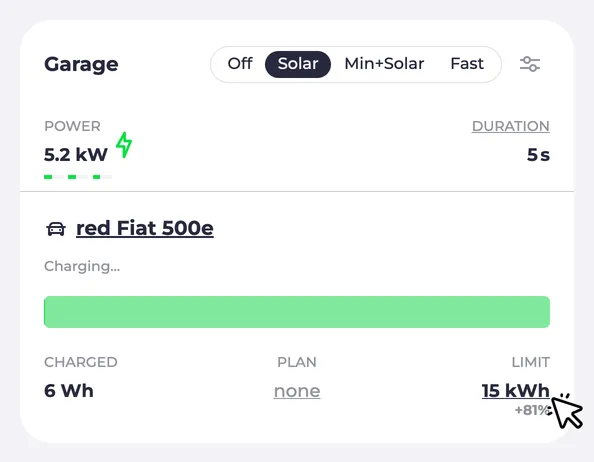 Garage
Off Solar Min+Solar Fast
POWER DURATION
5.2 kW 5 s
red Fiat 500e
Charging...
CHARGED PLAN LIMIT
6 Wh none 15 kWh
+81%